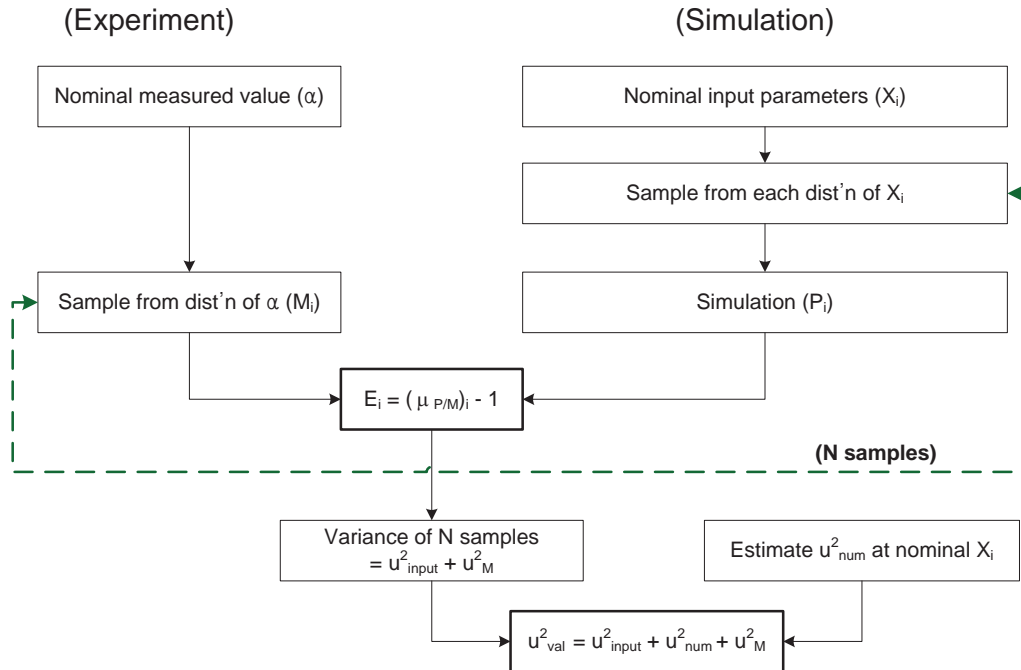 (Experiment)
(Simulation)
Nominal measured value (α)
Nominal input parameters (Xᵢ)
Sample from each dist'n of Xᵢ
Sample from dist'n of α (Mᵢ)
Simulation (Pᵢ)
Eᵢ = ( μ P/M)ᵢ - 1
(N samples)
Variance of N samples
= u²input + u²M
Estimate u²num at nominal Xᵢ
u²val = u²input + u²num + u²M